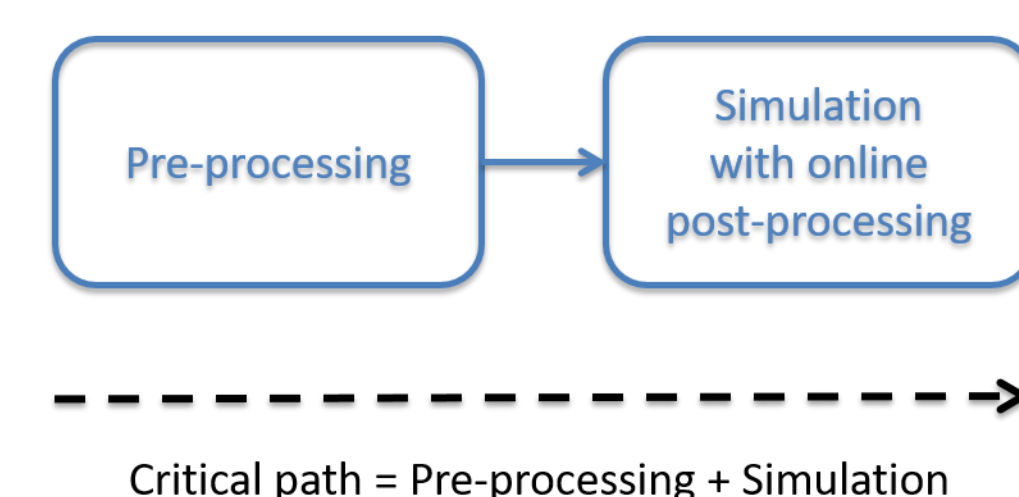 Pre-processing
Simulation
with online
post-processing
Critical path = Pre-processing + Simulation